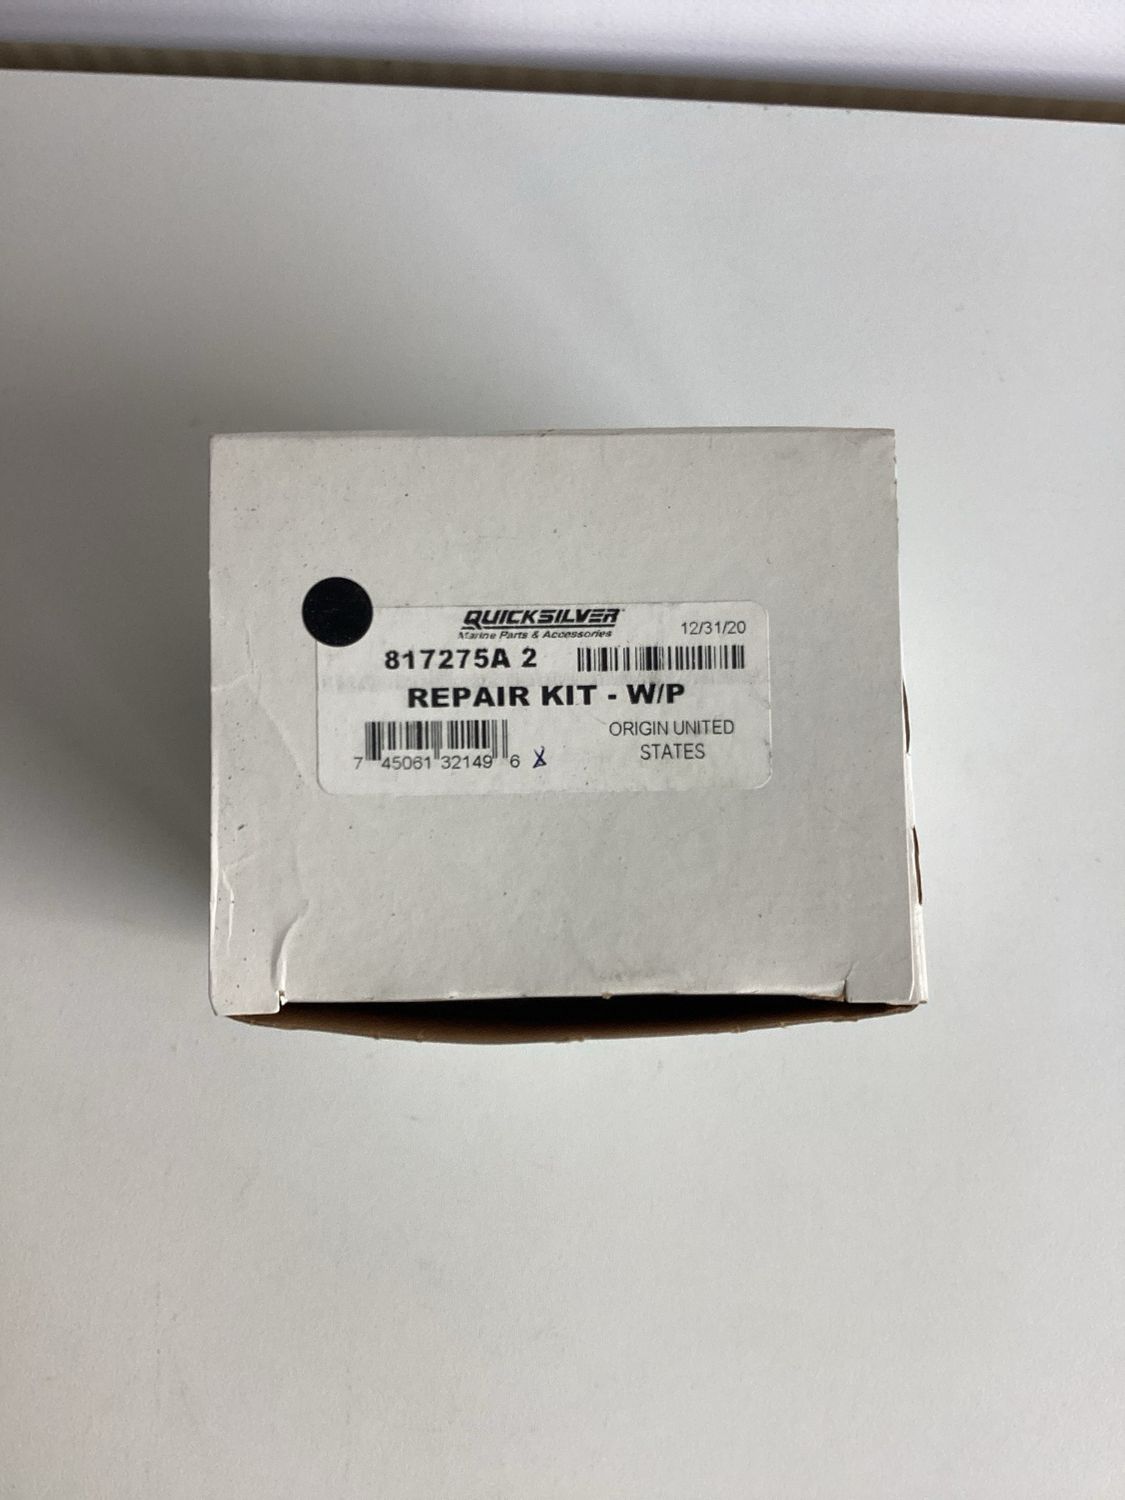 QUICKSILVER
Marine Parts & Accessories
12/31/20
817275A 2
REPAIR KIT - W/P
ORIGIN UNITED
STATES
7 45061 32149 6